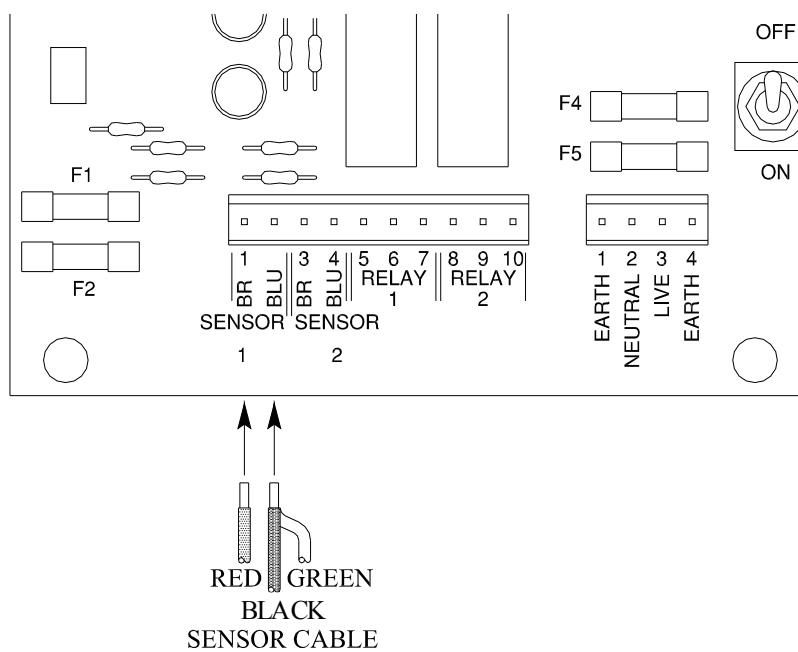 OFF
F4
F5
ON
F1
F2
1 3 4 5 6 7 8 9 10
BR BLU BR BLU RELAY RELAY
1 2
SENSOR SENSOR
1 2
1 2 3 4
EARTH
NEUTRAL
LIVE
EARTH
RED GREEN
BLACK
SENSOR CABLE